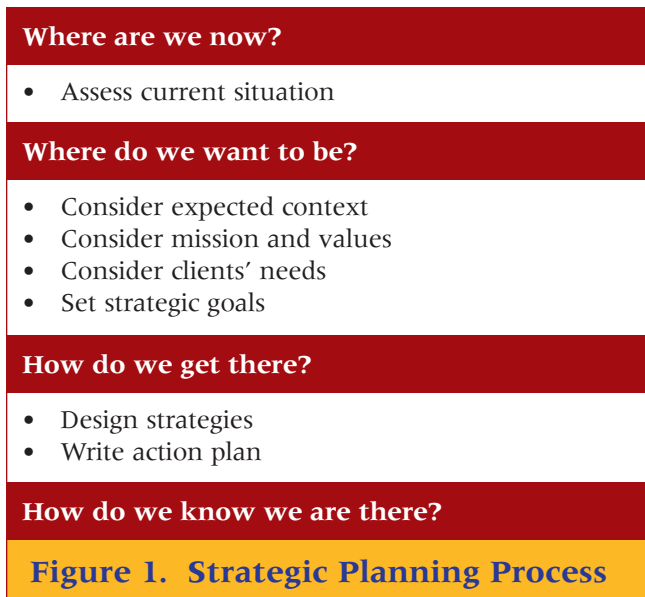 Where are we now?
• Assess current situation
Where do we want to be?
• Consider expected context
• Consider mission and values
• Consider clients’ needs
• Set strategic goals
How do we get there?
• Design strategies
• Write action plan
How do we know we are there?
Figure 1. Strategic Planning Process